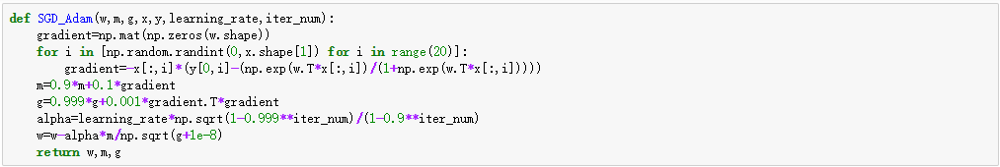 def SGD_Adam(w,m,g,x,y,learning_rate,iter_num):
    gradient=np.mat(np.zeros(w.shape))
    for i in [np.random.randint(0,x.shape[1]) for i in range(20)]:
        gradient=-x[:,i]*(y[0,i]-(np.exp(w.T*x[:,i])/(1+np.exp(w.T*x[:,i]))))
    m=0.9*m+0.1*gradient
    g=0.999*g+0.001*gradient.T*gradient
    alpha=learning_rate*np.sqrt(1-0.999**iter_num)/(1-0.9**iter_num)
    w=w-alpha*m/np.sqrt(g+1e-8)
    return w,m,g